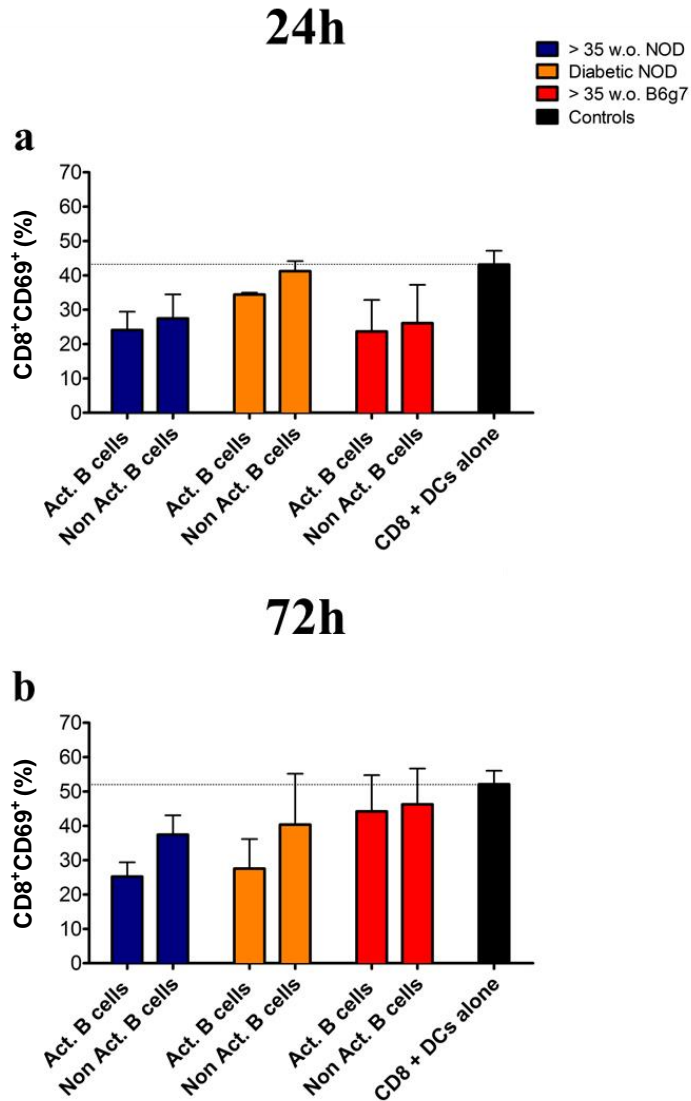 24h
> 35 w.o. NOD
Diabetic NOD
> 35 w.o. B6g7
Controls
a
CD8⁺CD69⁺ (%)
70
60
50
40
30
20
10
0
Act. B cells
Non Act. B cells
Act. B cells
Non Act. B cells
Act. B cells
Non Act. B cells
CD8 + DCs alone
72h
b
CD8⁺CD69⁺ (%)
70
60
50
40
30
20
10
0
Act. B cells
Non Act. B cells
Act. B cells
Non Act. B cells
Act. B cells
Non Act. B cells
CD8 + DCs alone